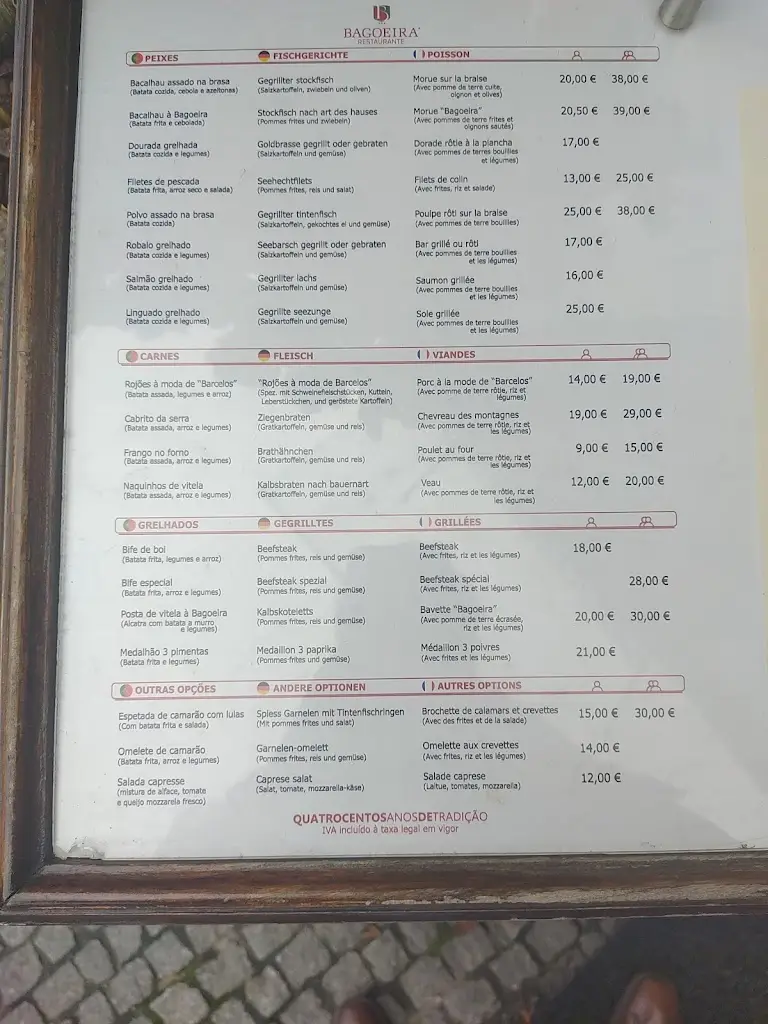 B
BAGOEIRA
RESTAURANTE
PEIXES FISCHGERICHTE POISSON
Bacalhau assado na brasa Gegriliter stockfisch Morue sur la braise 20,00 € 38,00 €
(Batata cozida, cebola e azeitonas) (Salzkartoffeln, zwiebeln und oliven) (Avec pomme de terre cuite,
oignon et olives)
Bacalhau à Bagoeira Stockfisch nach art des hauses Morue "Bagoeira" 20,50 € 39,00 €
(Batata frita e cebolada) (Pommes frites und zwiebeln) (Avec pommes de terre frites et
oignons sautés)
Dourada grelhada Goldbrasse gegrillt oder gebraten Dorade rôtie à la plancha 17,00 €
(Batata cozida e legumes) (Salzkartoffeln und gemüse) (Avec pommes de terre bouillies
et légumes)
Filetes de pescada Seehechtfilets Filets de colin 13,00 € 25,00 €
(Batata frita, arroz seco e salada) (Pommes frites, reis und salat) (Avec frites, riz et salade)
Polvo assado na brasa Gegriliter tintenfisch Poulpe rôti sur la braise 25,00 € 38,00 €
(Batata cozida) (Salzkartoffeln, gekochtes ei und gemüse) (Avec pommes de terre bouillies)
Robalo grelhado Seebarsch gegrillt oder gebraten Bar grillé ou rôti 17,00 €
(Batata cozida e legumes) (Salzkartoffeln und gemüse) (Avec pommes de terre bouillies
et les légumes)
Salmão grelhado Gegriliter lachs Saumon grillée 16,00 €
(Batata cozida e legumes) (Salzkartoffeln und gemüse) (Avec pommes de terre bouillies
et les légumes)
Linguado grelhado Gegrillte seezunge Sole grillée 25,00 €
(Batata cozida e legumes) (Salzkartoffeln und gemüse) (Avec pommes de terre bouillies
et les légumes)
CARNES FLEISCH VIANDES
Rojões à moda de "Barcelos" "Rojões à moda de Barcelos" Porc à la mode de "Barcelos" 14,00 € 19,00 €
(Batata assada, legumes e arroz) (Spez. mit Schweinefleischstücken, Kutteln, (Avec pomme de terre rôtie, riz et
Leberstückchen, und geröstete Kartoffeln) légumes)
Cabrito da serra Ziegenbraten Chevreau des montagnes 19,00 € 29,00 €
(Batata assada, arroz e legumes) (Gratkartoffeln, gemüse und reis) (Avec pommes de terre rôtie, riz et
les légumes)
Frango no forno Brathähnchen Poulet au four 9,00 € 15,00 €
(Batata assada, arroz e legumes) (Gratkartoffeln, gemüse und reis) (Avec pommes de terre rôtie, riz et
les légumes)
Naquinhos de vitela Kalbsbraten nach bauernart Veau 12,00 € 20,00 €
(Batata assada, arroz e legumes) (Gratkartoffeln, gemüse und reis) (Avec pommes de terre rôtie, riz et
les légumes)
GRELHADOS GEGRILLTES GRILLÉES
Bife de boi Beefsteak Beefsteak 18,00 €
(Batata frita, legumes e arroz) (Pommes frites, reis und gemüse) (Avec frites, riz et les légumes)
Bife especial Beefsteak spezial Beefsteak spécial 28,00 €
(Batata frita, arroz e legumes) (Pommes frites, reis und gemüse) (Avec frites, riz et les légumes)
Posta de vitela à Bagoeira Kalbskoteletts Bavette "Bagoeira" 20,00 € 30,00 €
(Alcatra com batata a murro (Pommes frites, reis und gemüse) (Avec pomme de terre écrasée,
e legumes) riz et les légumes)
Medalhão 3 pimentas Medaillon 3 paprika Médaillon 3 poivres 21,00 €
(Batata frita e legumes) (Pommes frites und gemüse) (Avec frites et les légumes)
OUTRAS OPÇÕES ANDERE OPTIONEN AUTRES OPTIONS
Espetada de camarão com lulas Spiess Garnelen mit Tintenfischringen Brochette de calamars et crevettes 15,00 € 30,00 €
(Com batata frita e salada) (Mit pommes frites und salat) (Avec des frites et de la salade)
Omelete de camarão Garnelen-omelett Omelette aux crevettes 14,00 €
(Batata frita, arroz e legumes) (Pommes frites, reis und gemüse) (Avec frites, riz et les légumes)
Salada capresse Caprese salat Salade caprese 12,00 €
(mistura de alface, tomate (Salat, tomate, mozzarella-käse) (Laitue, tomates, mozzarella)
e queijo mozzarela fresco)
QUATROCENTOSANOSDETRADIÇÃO
IVA incluído à taxa legal em vigor